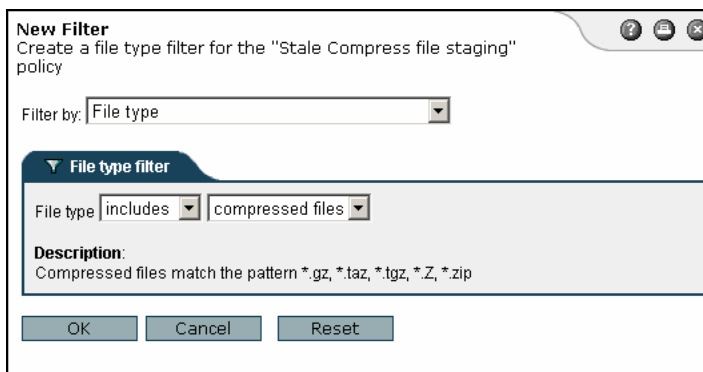 New Filter
Create a file type filter for the "Stale Compress file staging"
policy
Filter by: File type
File type filter
File type includes compressed files
Description:
Compressed files match the pattern *.gz, *.taz, *.tgz, *.Z, *.zip
OK Cancel Reset